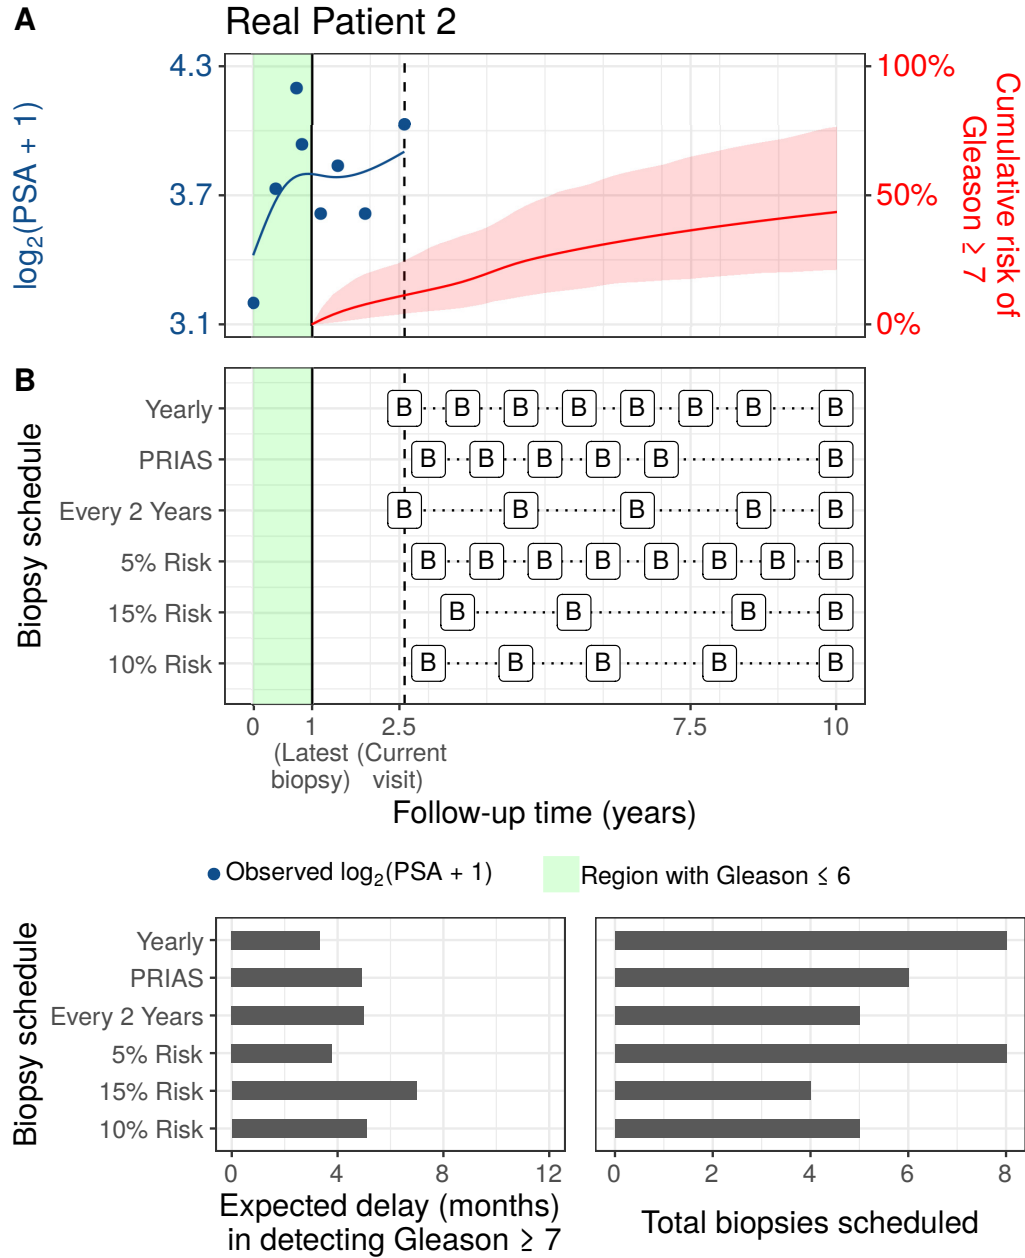 A
Real Patient 2
log₂(PSA + 1)
4.3
3.7
3.1
100%
50%
0%
Cumulative risk of
Gleason ≥ 7
B
Biopsy schedule
Yearly
B B B B B B B B
PRIAS
B B B B B B
Every 2 Years
B B B B B
5% Risk
B B B B B B B B
15% Risk
B B B B
10% Risk
B B B B B
0 1 2.5 7.5 10
(Latest (Current
biopsy) visit)
Follow-up time (years)
Observed log₂(PSA + 1) Region with Gleason ≤ 6
Biopsy schedule
Yearly
PRIAS
Every 2 Years
5% Risk
15% Risk
10% Risk
0 4 8 12
Expected delay (months)
in detecting Gleason ≥ 7
0 2 4 6 8
Total biopsies scheduled